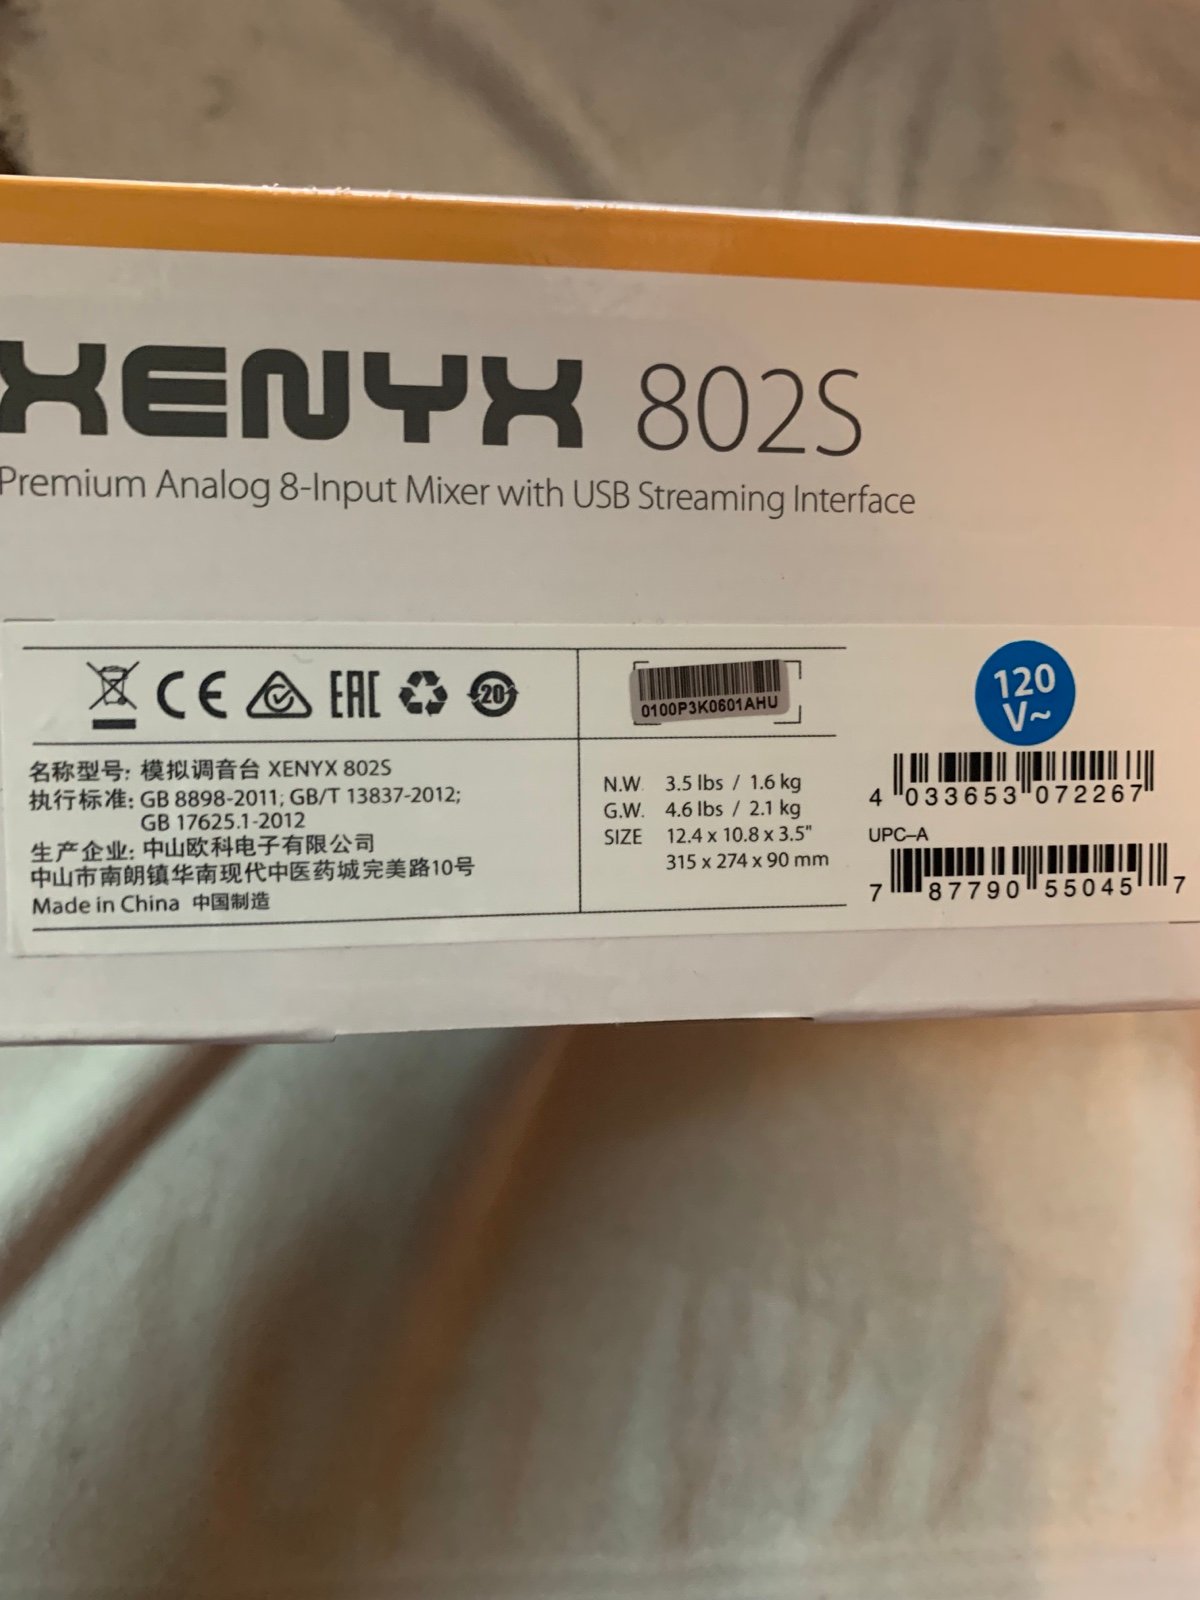 XENYX 802S
Premium Analog 8-Input Mixer with USB Streaming Interface
CE EAC 20
0100P3K0601AHU
120
V~
名称型号: 模拟调音台 XENYX 802S
执行标准: GB 8898-2011; GB/T 13837-2012;
GB 17625.1-2012
生产企业: 中山欧科电子有限公司
中山市南朗镇华南现代中医药城完美路10号
Made in China 中国制造
N.W. 3.5 lbs / 1.6 kg
G.W. 4.6 lbs / 2.1 kg
SIZE 12.4 x 10.8 x 3.5"
315 x 274 x 90 mm
4 033653 072267
UPC-A
7 87790 55045 7